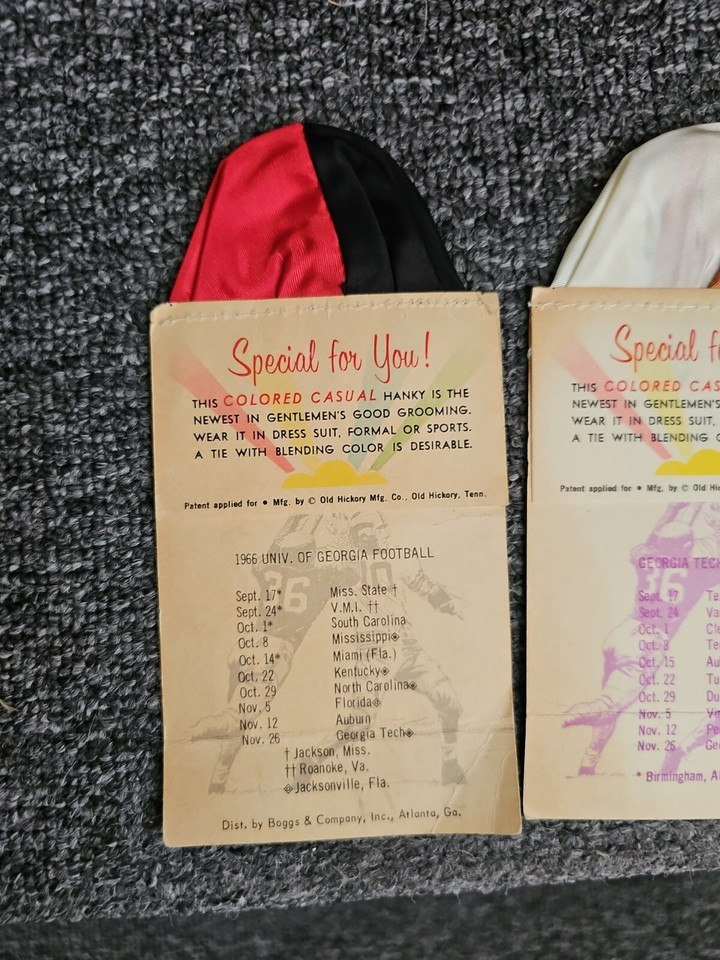 Special for You!
THIS COLORED CASUAL HANKY IS THE
NEWEST IN GENTLEMEN'S GOOD GROOMING.
WEAR IT IN DRESS SUIT, FORMAL OR SPORTS.
A TIE WITH BLENDING COLOR IS DESIRABLE.
Patent applied for • Mfg. by © Old Hickory Mfg. Co., Old Hickory, Tenn.
1966 UNIV. OF GEORGIA FOOTBALL
36
Sept. 17* Miss. State †
Sept. 24* V.M.I. ††
Oct. 1* South Carolina
Oct. 8 Mississippi◈
Oct. 14* Miami (Fla.)
Oct. 22 Kentucky◈
Oct. 29 North Carolina◈
Nov. 5 Florida◈
Nov. 12 Auburn
Nov. 26 Georgia Tech◈
† Jackson, Miss.
†† Roanoke, Va.
◈ Jacksonville, Fla.
Dist. by Boggs & Company, Inc., Atlanta, Ga.
Special
THIS COLORED
NEWEST IN GENTLEMEN'S
WEAR IT IN DRESS SUIT,
A TIE WITH BLENDING
Patent applied for • Mfg. by © Old Hickory
GEORGIA TECH
36
Sept. 17
Sept. 24
Oct. 1
Oct. 8
Oct. 15
Oct. 22
Oct. 29
Nov. 5
Nov. 12
Nov. 26
* Birmingham,